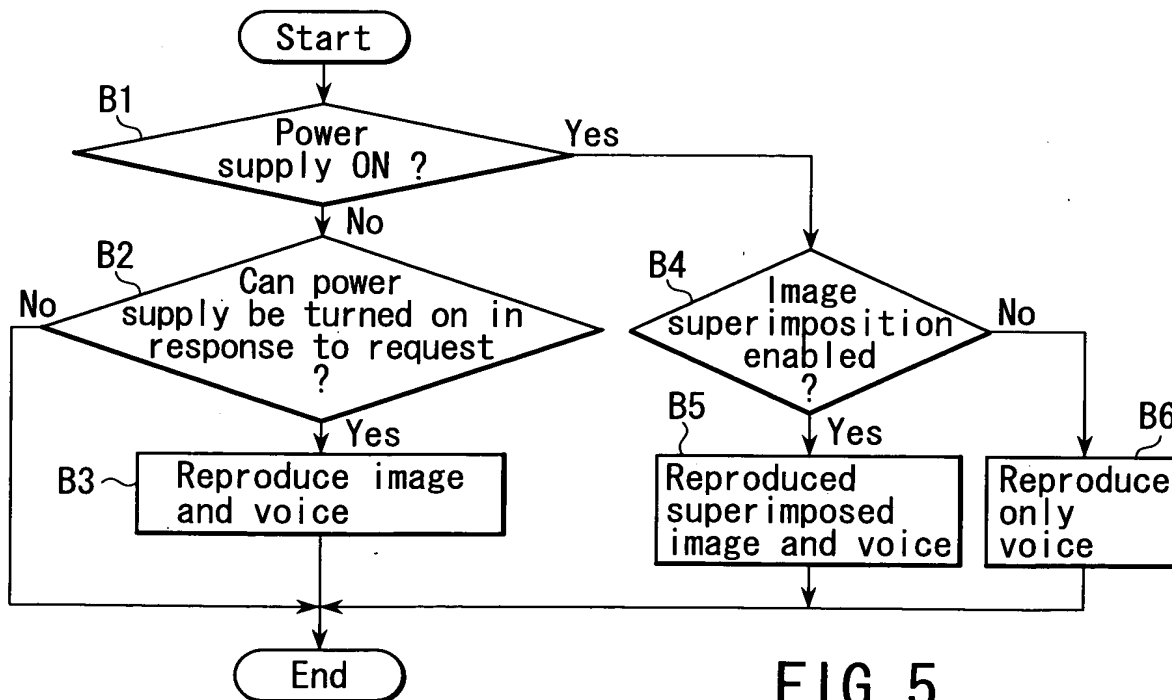 Start
B1
Power
supply ON ?
Yes
No
B2
Can power
supply be turned on in
response to request
?
No
Yes
B3
Reproduce image
and voice
B4
Image
superimposition
enabled
?
No
Yes
B5
Reproduced
superimposed
image and voice
B6
Reproduce
only
voice
End
FIG.5